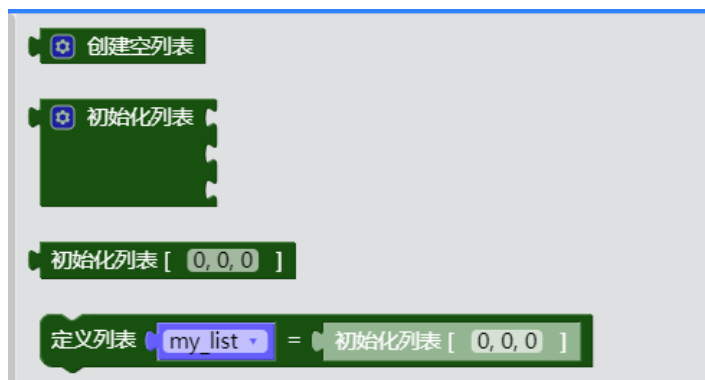 创建空列表
初始化列表
初始化列表 [ 0, 0, 0 ]
定义列表 my_list = 初始化列表 [ 0, 0, 0 ]